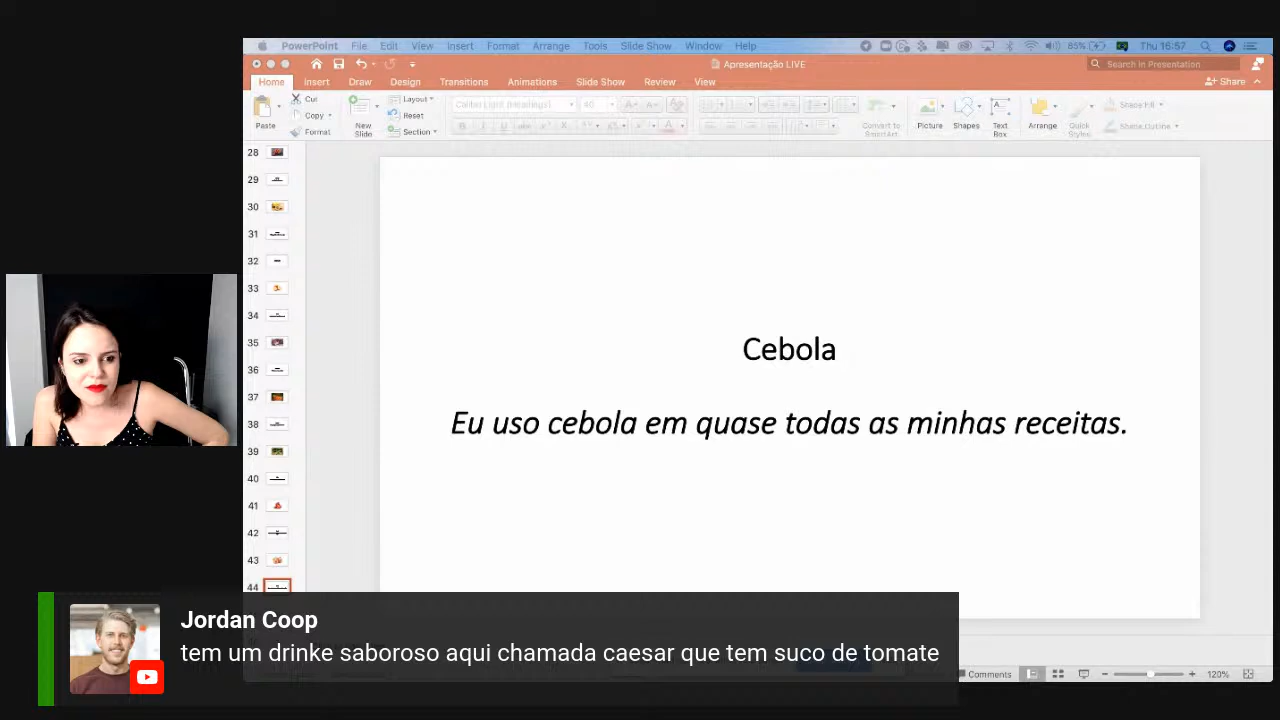 PowerPoint File Edit View Insert Format Arrange Tools Slide Show Window Help 85% Thu 16:57
Apresentação LIVE
Search in Presentation
Home Insert Draw Design Transitions Animations Slide Show Review View Share
Paste
Cut
Copy
Format
New Slide
Layout
Reset
Section
Calibri Light (Headings) 40
Convert to SmartArt
Picture
Shapes
Text Box
Arrange
Quick Styles
Shape Fill
Shape Outline
28
29
30
31
32
33
34
35
36
37
38
39
40
41
42
43
44
Cebola
Eu uso cebola em quase todas as minhas receitas.
Jordan Coop
tem um drinke saboroso aqui chamada caesar que tem suco de tomate
Comments 120%